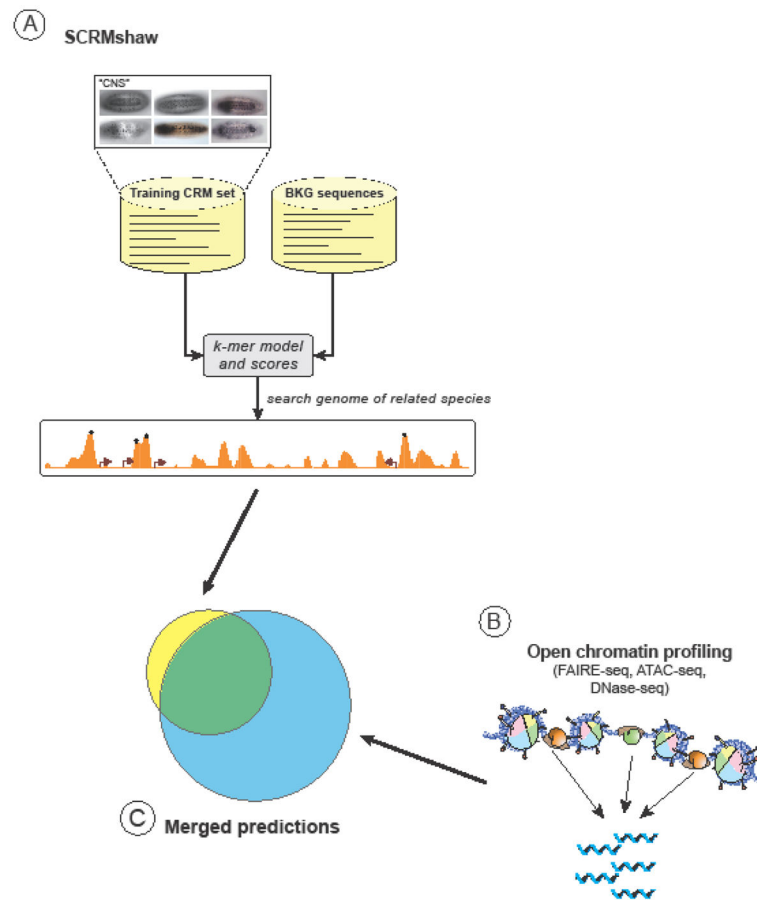 A
SCRMshaw
"CNS"
Training CRM set
BKG sequences
k-mer model
and scores
search genome of related species
B
Open chromatin profiling
(FAIRE-seq, ATAC-seq,
DNase-seq)
C
Merged predictions